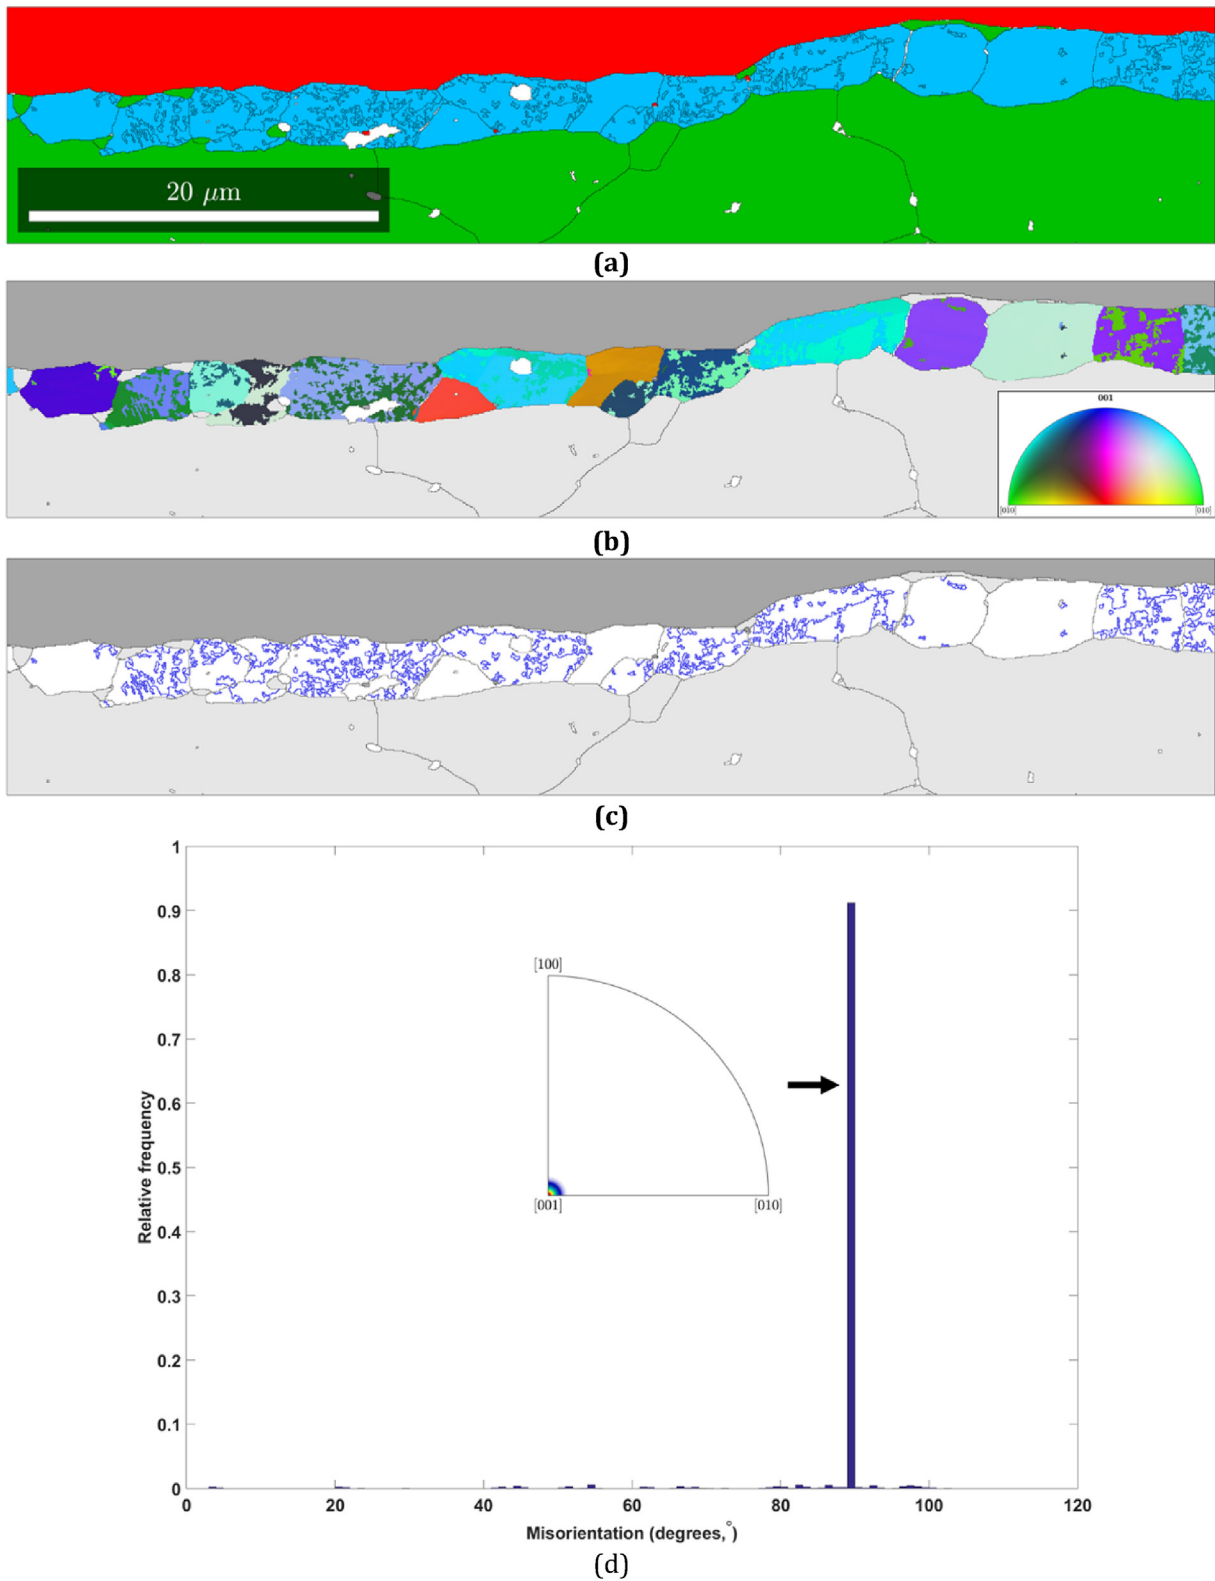 20 μm
(a)
001
[010] [010]
(b)
(c)
1
0.9
0.8
0.7
0.6
0.5
0.4
0.3
0.2
0.1
0
Relative frequency
[100]
[001] [010]
0 20 40 60 80 100 120
Misorientation (degrees,°)
(d)